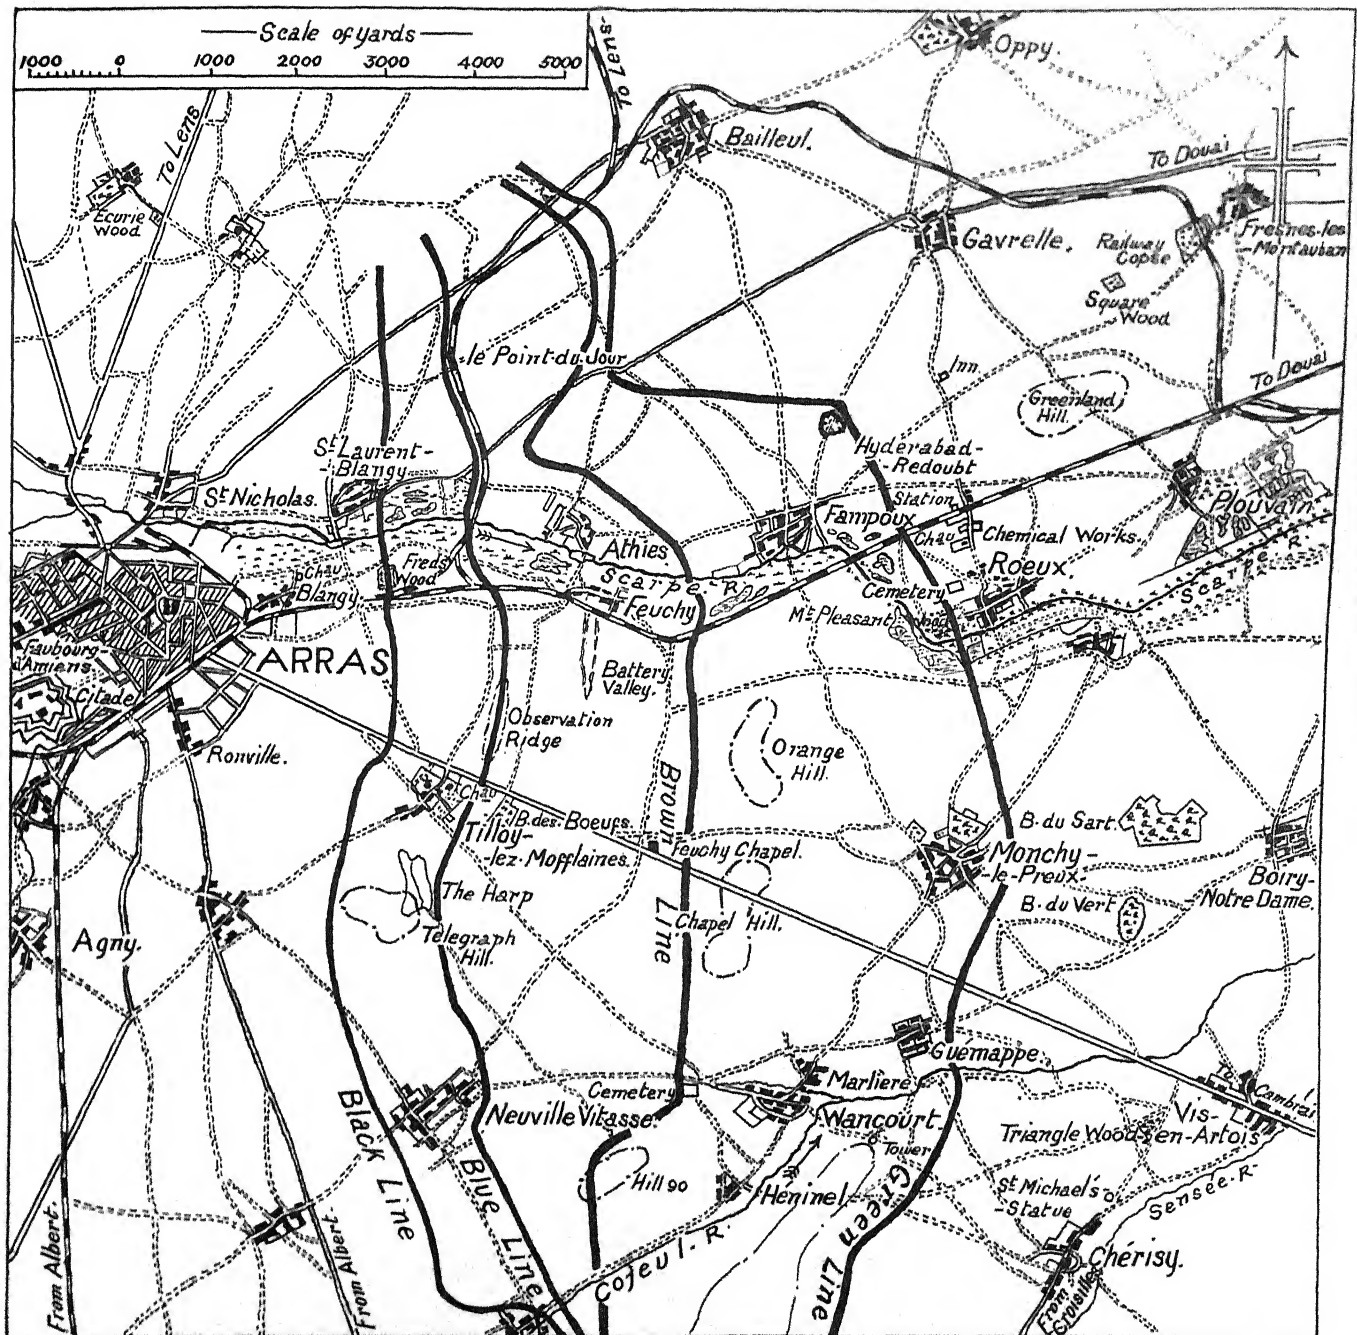 Scale of yards
1000 0 1000 2000 3000 4000 5000
To Lens
To Lens
Oppy.
Bailleul.
To Douai
Ecurie
Wood.
Gavrelle.
Railway
Copse
Fresnes-les
-Montauban
Square
Wood
le Point-du-Jour
Inn
To Douai
Greenland
Hill.
St Laurent-
-Blangy
Hyderabad-
-Redoubt
St Nicholas.
Station
Fampoux
Plouvain
Chau
Chemical Works.
Athies
Roeux.
Scarpe R.
Scarpe R.
Chau
Blangy
Freds
Wood
Feuchy
Cemetery
Mt Pleasant Wood
Faubourg-
-d'Amiens
ARRAS
Citadel
Battery
Valley.
Observation
Ridge
Orange
Hill.
Ronville.
Chau
B. des Boeufs
Tilloy-
-lez-Mofflaines.
Brown Line
Feuchy Chapel.
B. du Sart.
Monchy-
-le-Preux
Boiry-
-Notre Dame.
B. du Vert
The Harp
Chapel Hill.
Telegraph
Hill.
Agny.
Guémappe
Cemetery
Marlière
To Cambrai
Black Line
Neuville Vitasse.
Wancourt.
Vis-
-en-Artois
Triangle Wood
Tower
Blue Line
Hill 90
Héninel
Green Line
St Michael's
-Statue
Sensée R.
Cojeul R.
Chérisy.
From Albert.
From Albert.
From
Croisilles